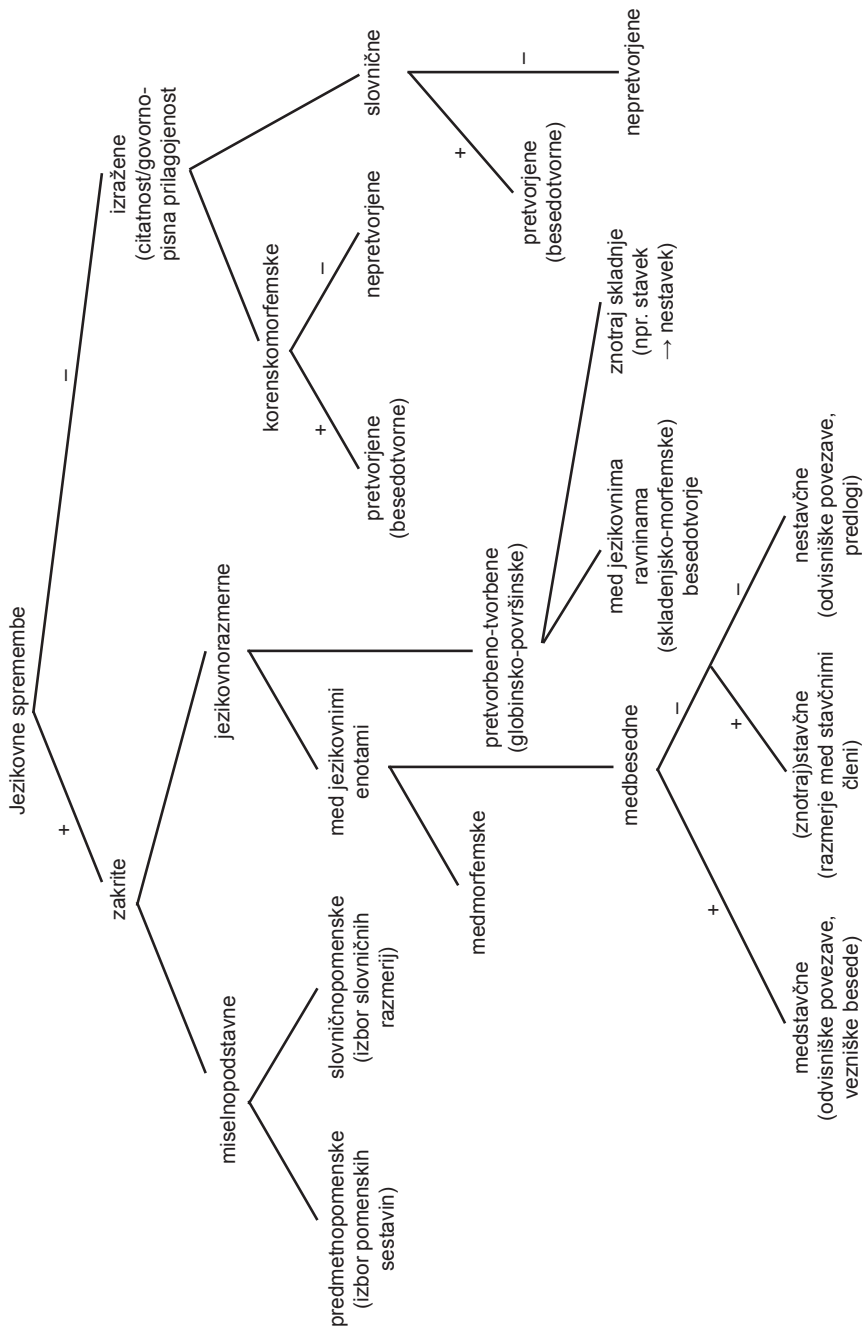 Jezikovne spremembe
+
–
zakrite
izražene
(citatnost/govorno-
pisna prilagojenost
miselnopodstavne
jezikovnorazmerne
korenskomorfemske
slovnične
+
–
+
–
predmetnopomenske
(izbor pomenskih
sestavin)
slovničnopomenske
(izbor slovničnih
razmerij)
med jezikovnimi
enotami
pretvorjene
(besedotvorne)
nepretvorjene
medmorfemske
pretvorbeno-tvorbene
(globinsko-površinske)
pretvorjene
(besedotvorne)
nepretvorjene
medbesedne
med jezikovnima
ravninama
(skladenjsko-morfemske)
besedotvorje
znotraj skladnje
(npr. stavek
→ nestavek)
+
–
+
–
medstavčne
(odvisniške povezave,
vezniške besede)
(znotraj)stavčne
(razmerje med stavčnimi
členi)
nestavčne
(odvisniške povezave,
predlogi)